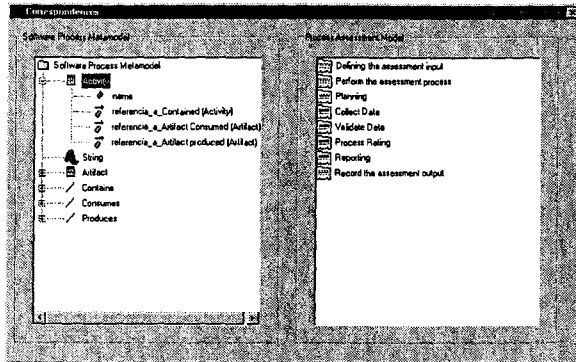 Correspondences
Software Process Metamodel
Software Process Metamodel
Activity
name
referencia_a_Contained (Activity)
referencia_a_Artifact Consumed (Artifact)
referencia_a_Artifact produced (Artifact)
String
Artifact
Contains
Consumes
Produces
Process Assessment Model
Defining the assessment input
Perform the assessment process
Planning
Collect Data
Validate Data
Process Rating
Reporting
Record the assessment output